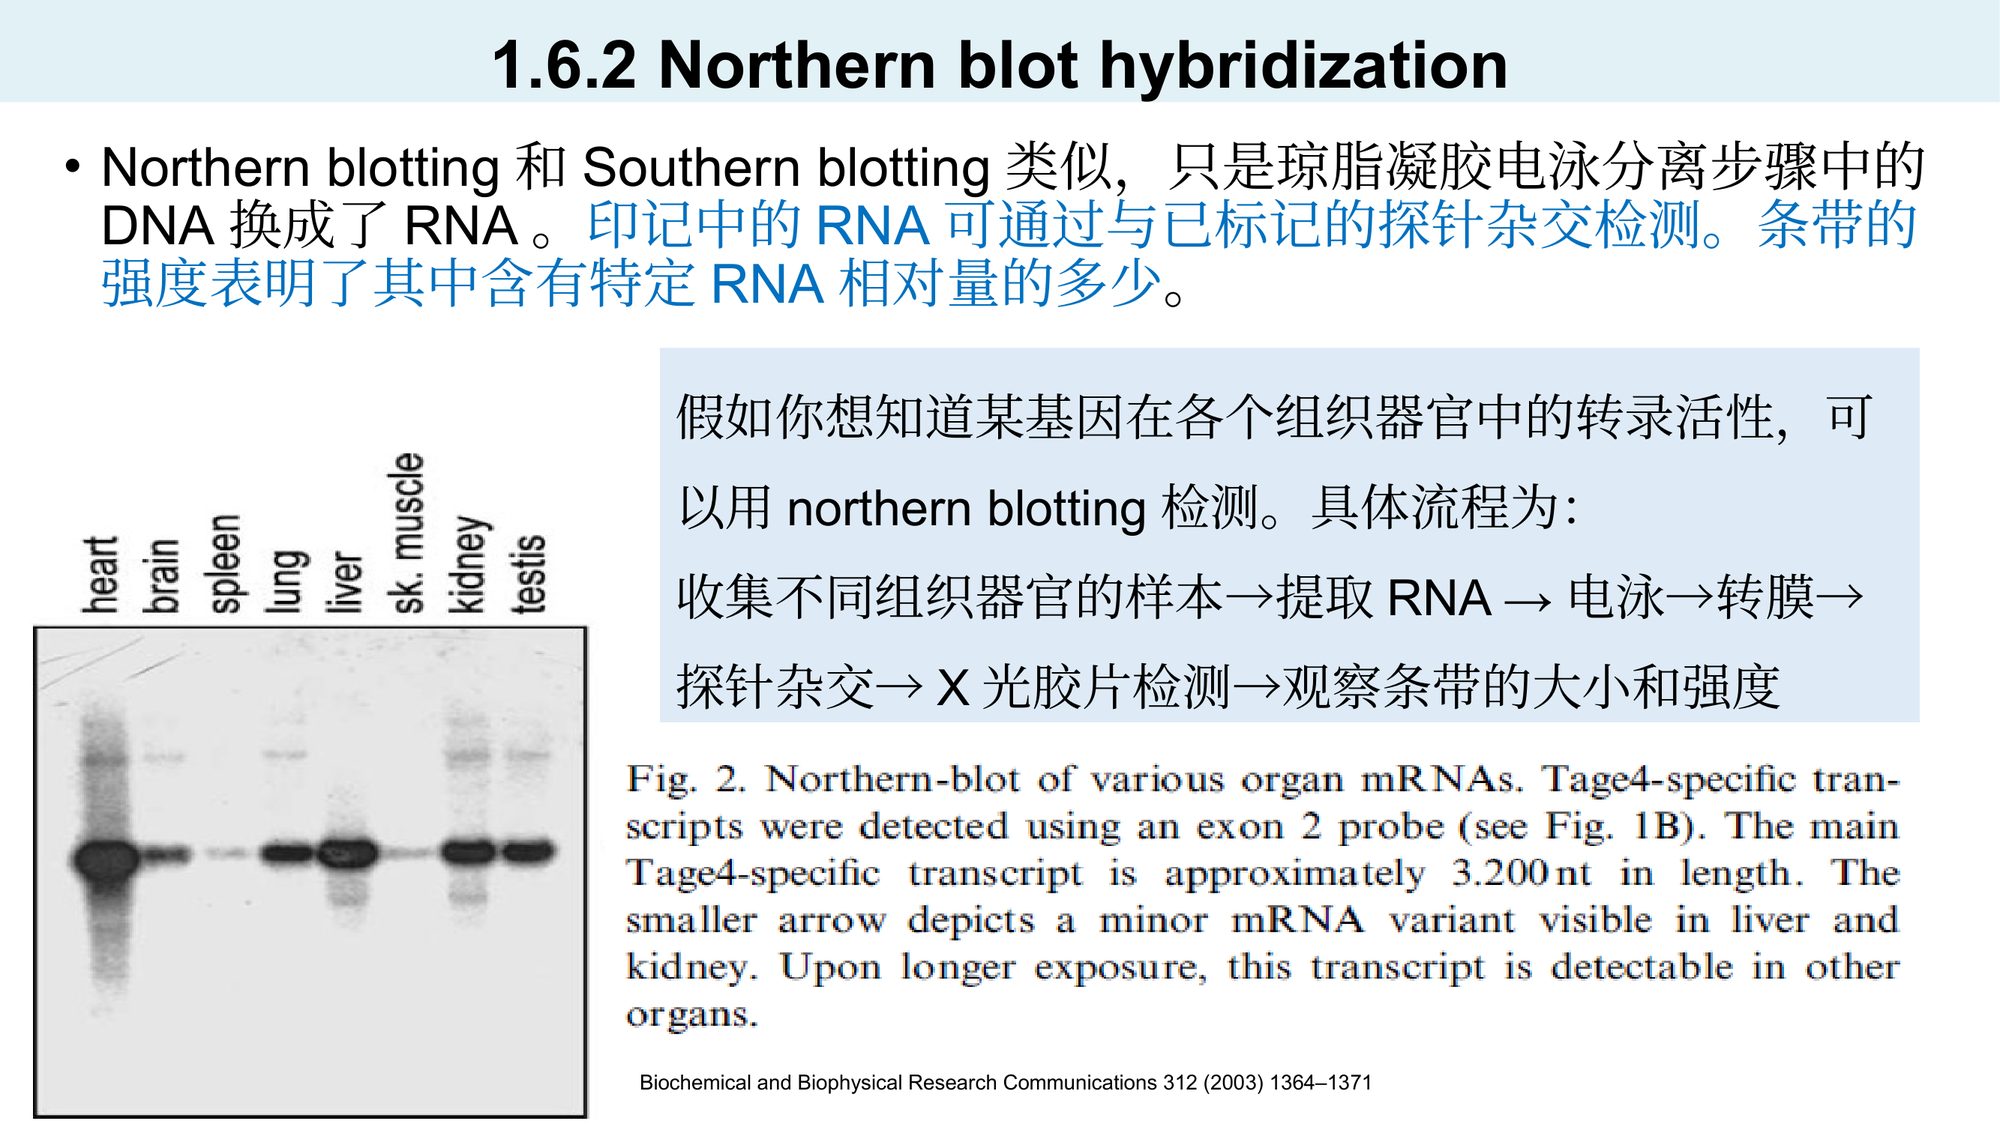 1.6.2 Northern blot hybridization
• Northern blotting 和 Southern blotting 类似，只是琼脂凝胶电泳分离步骤中的
DNA 换成了 RNA 。印记中的 RNA 可通过与已标记的探针杂交检测。条带的
强度表明了其中含有特定 RNA 相对量的多少。
假如你想知道某基因在各个组织器官中的转录活性，可
以用 northern blotting 检测。具体流程为：
收集不同组织器官的样本→提取 RNA → 电泳→转膜→
探针杂交→ X 光胶片检测→观察条带的大小和强度
heart
brain
spleen
lung
liver
sk. muscle
kidney
testis
Fig. 2. Northern-blot of various organ mRNAs. Tage4-specific tran-
scripts were detected using an exon 2 probe (see Fig. 1B). The main
Tage4-specific transcript is approximately 3.200 nt in length. The
smaller arrow depicts a minor mRNA variant visible in liver and
kidney. Upon longer exposure, this transcript is detectable in other
organs.
Biochemical and Biophysical Research Communications 312 (2003) 1364–1371